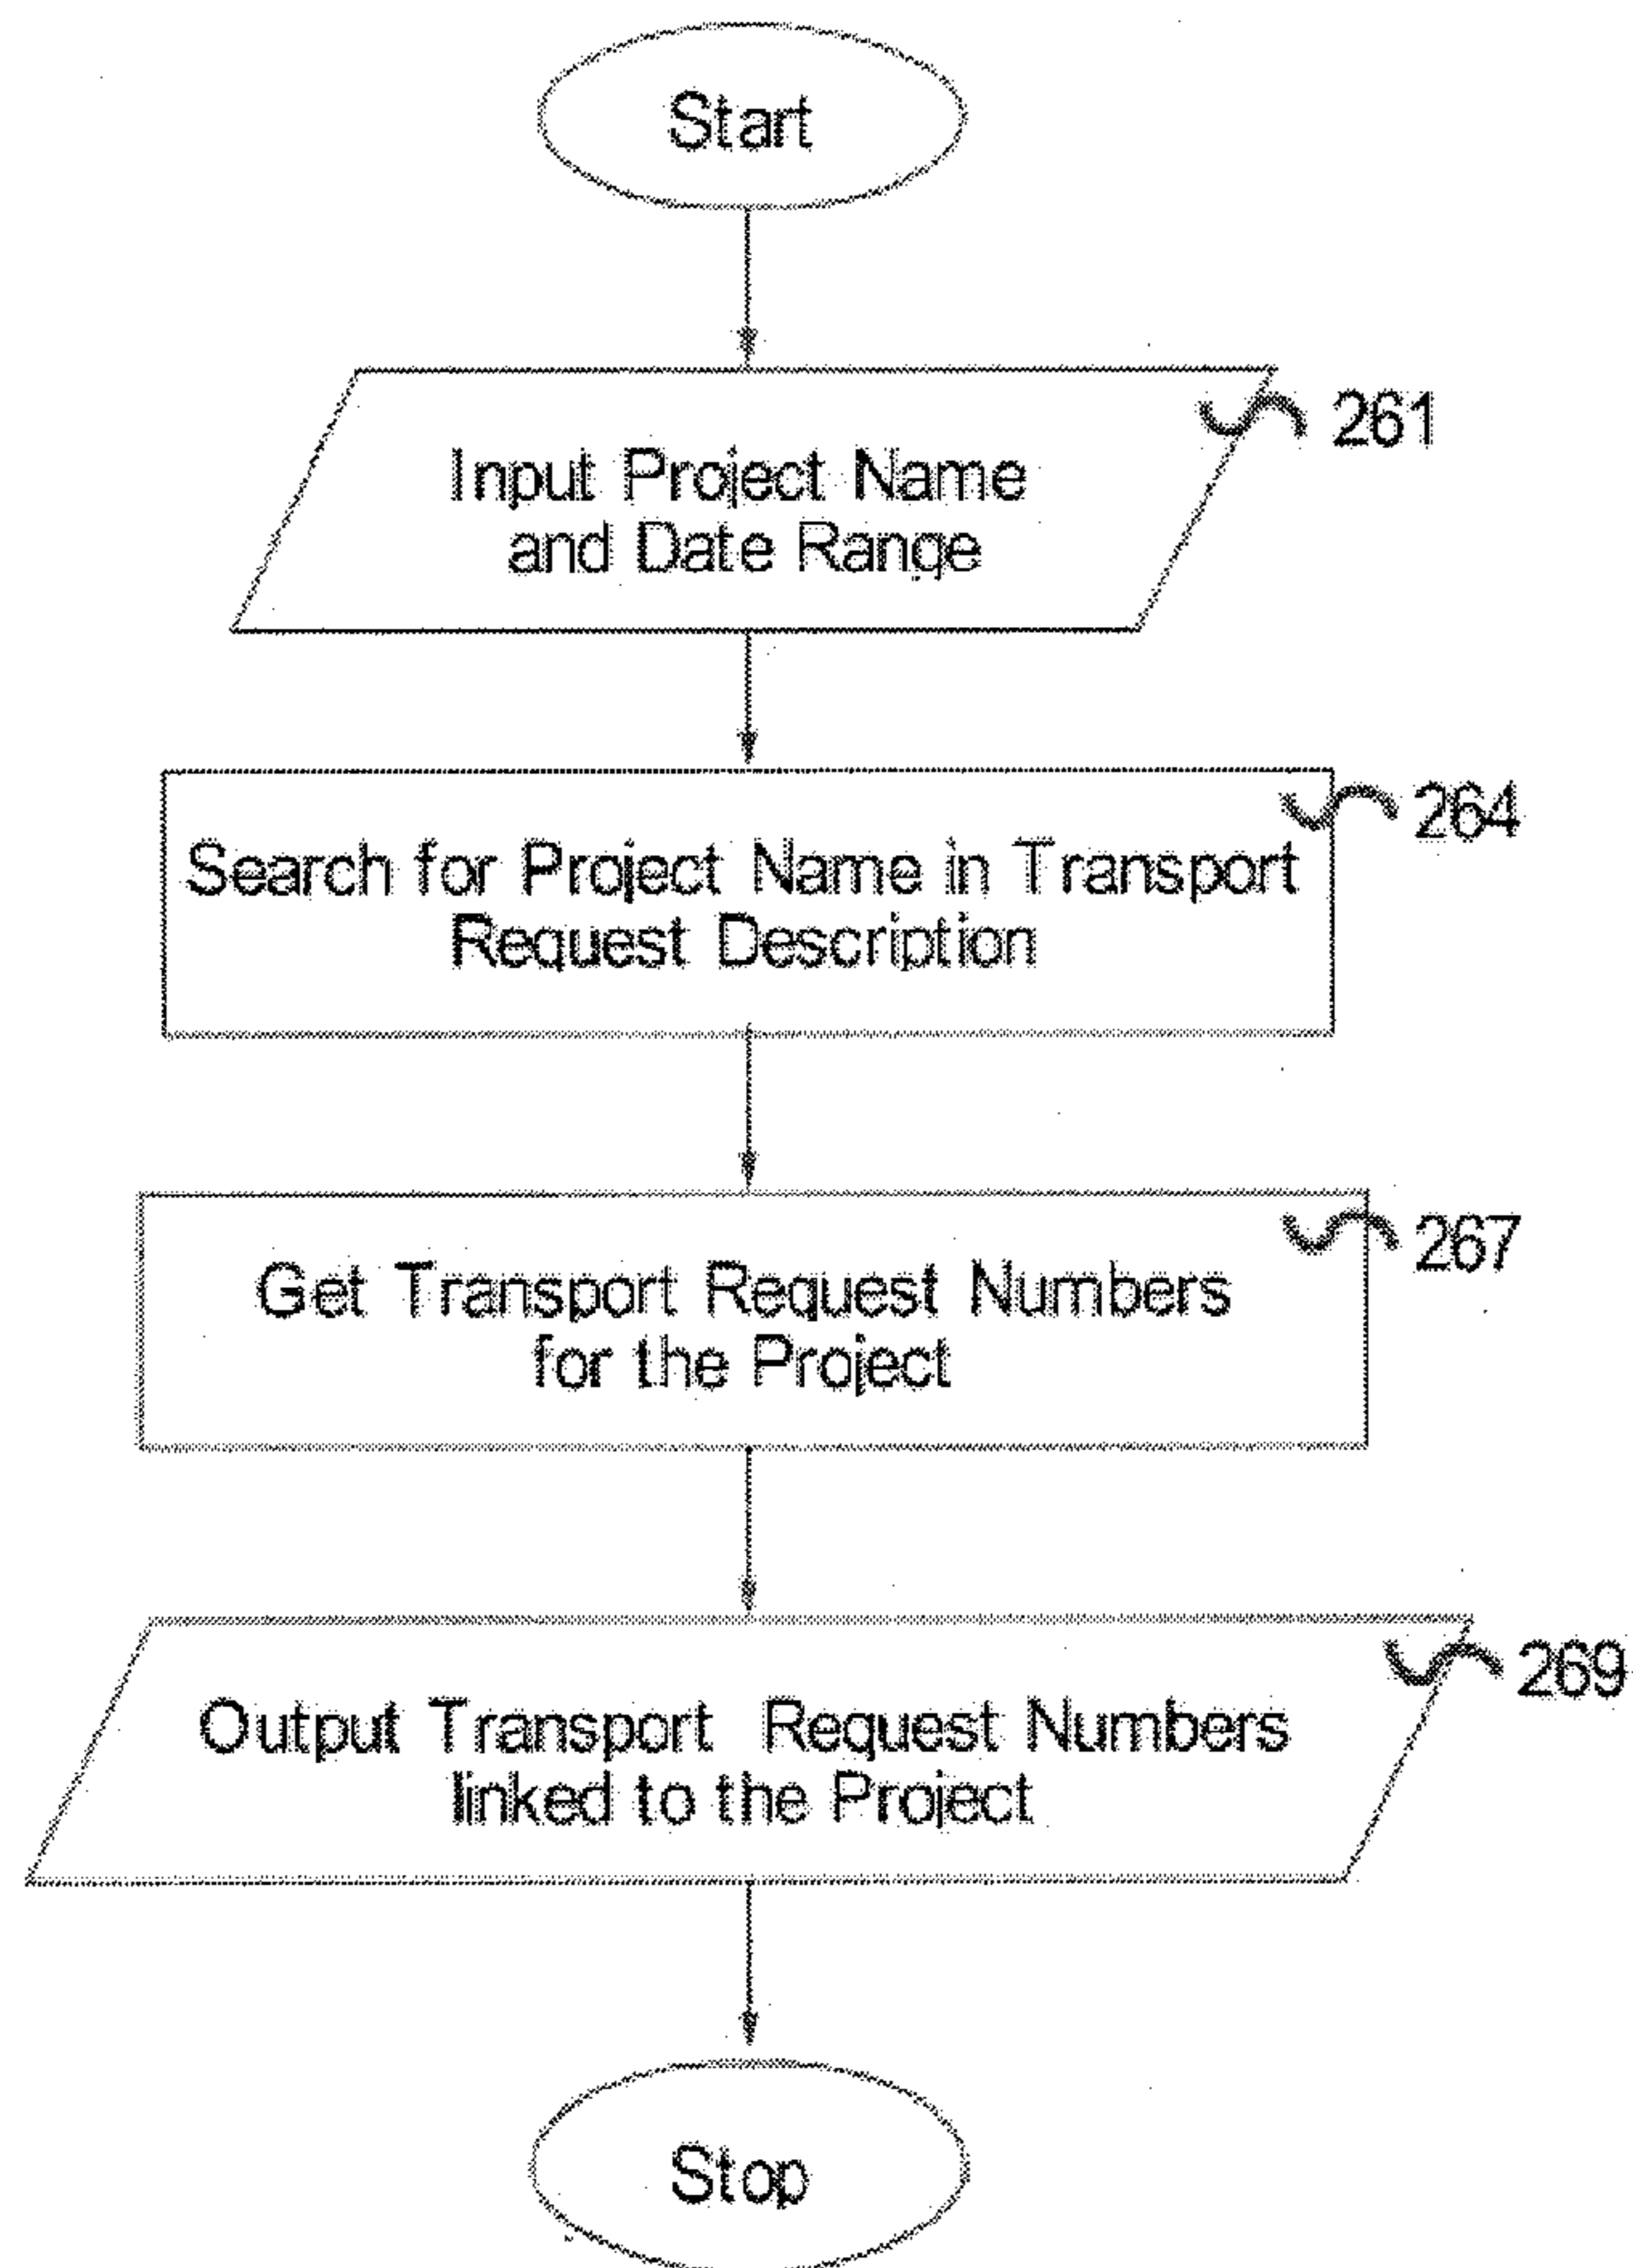 Start
261
Input Project Name
and Date Range
264
Search for Project Name in Transport
Request Description
267
Get Transport Request Numbers
for the Project
269
Output Transport Request Numbers
linked to the Project
Stop